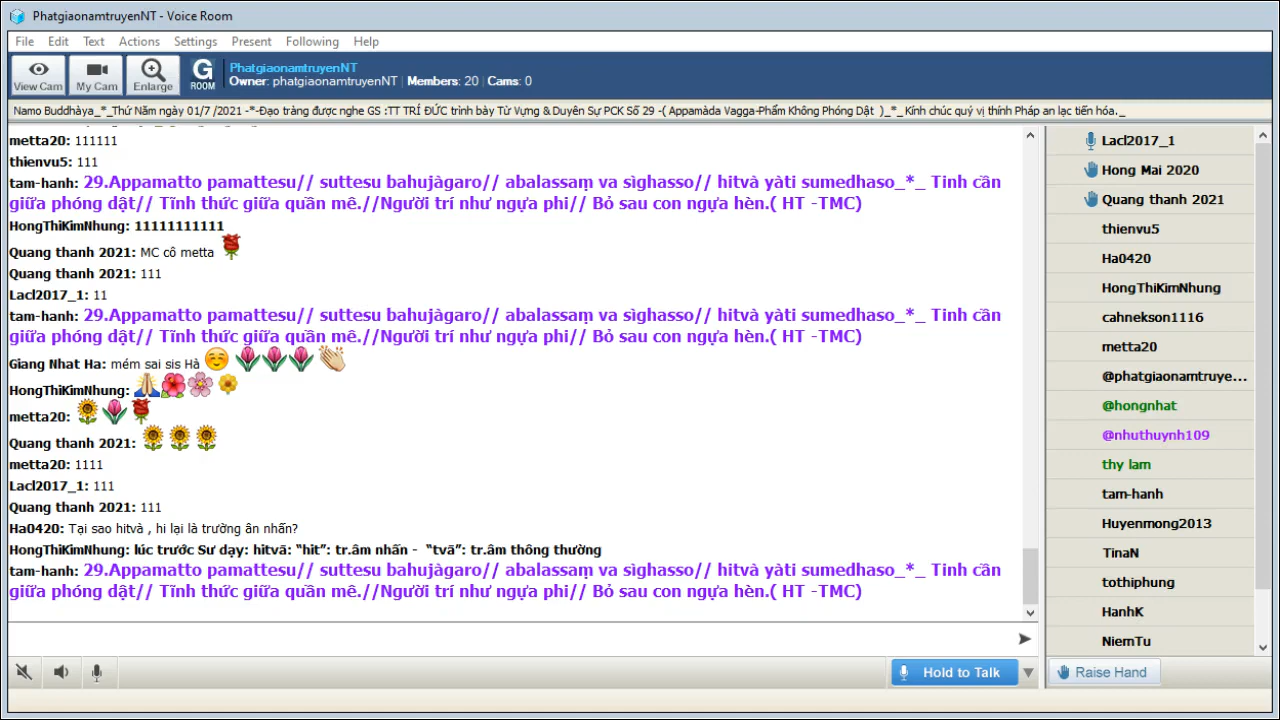 PhatgiaonamtruyenNT - Voice Room
File Edit Text Actions Settings Present Following Help
View Cam My Cam Enlarge G ROOM
PhatgiaonamtruyenNT
Owner: phatgiaonamtruyenNT | Members: 20 | Cams: 0
Namo Buddhàya_*_Thứ Năm ngày 01/7 /2021 -*-Đạo tràng được nghe GS :TT TRÍ ĐỨC trình bày Từ Vựng & Duyên Sự PCK Số 29 -( Appamàda Vagga-Phẩm Không Phóng Dật )_*_Kính chúc quý vị thính Pháp an lạc tiến hóa._
metta20: 111111
thienvu5: 111
tam-hanh: 29.Appamatto pamattesu// suttesu bahujàgaro// abalassaṃ va sìghasso// hitvà yàti sumedhaso_*_ Tinh cần
giữa phóng dật// Tĩnh thức giữa quần mê.//Người trí như ngựa phi// Bỏ sau con ngựa hèn.( HT -TMC)
HongThiKimNhung: 11111111111
Quang thanh 2021: MC cô metta
Quang thanh 2021: 111
Lacl2017_1: 11
tam-hanh: 29.Appamatto pamattesu// suttesu bahujàgaro// abalassaṃ va sìghasso// hitvà yàti sumedhaso_*_ Tinh cần
giữa phóng dật// Tĩnh thức giữa quần mê.//Người trí như ngựa phi// Bỏ sau con ngựa hèn.( HT -TMC)
Giang Nhat Ha: mém sai sis Hà
HongThiKimNhung:
metta20:
Quang thanh 2021:
metta20: 1111
Lacl2017_1: 111
Quang thanh 2021: 111
Ha0420: Tại sao hitvà , hi lại là trường ân nhấn?
HongThiKimNhung: lúc trước Sư dạy: hitvā: “hit”: tr.âm nhấn - “tvā”: tr.âm thông thường
tam-hanh: 29.Appamatto pamattesu// suttesu bahujàgaro// abalassaṃ va sìghasso// hitvà yàti sumedhaso_*_ Tinh cần
giữa phóng dật// Tĩnh thức giữa quần mê.//Người trí như ngựa phi// Bỏ sau con ngựa hèn.( HT -TMC)
Hold to Talk
Lacl2017_1
Hong Mai 2020
Quang thanh 2021
thienvu5
Ha0420
HongThiKimNhung
cahnekson1116
metta20
@phatgiaonamtruye...
@hongnhat
@nhuthuynh109
thy lam
tam-hanh
Huyenmong2013
TinaN
tothiphung
HanhK
NiemTu
Raise Hand